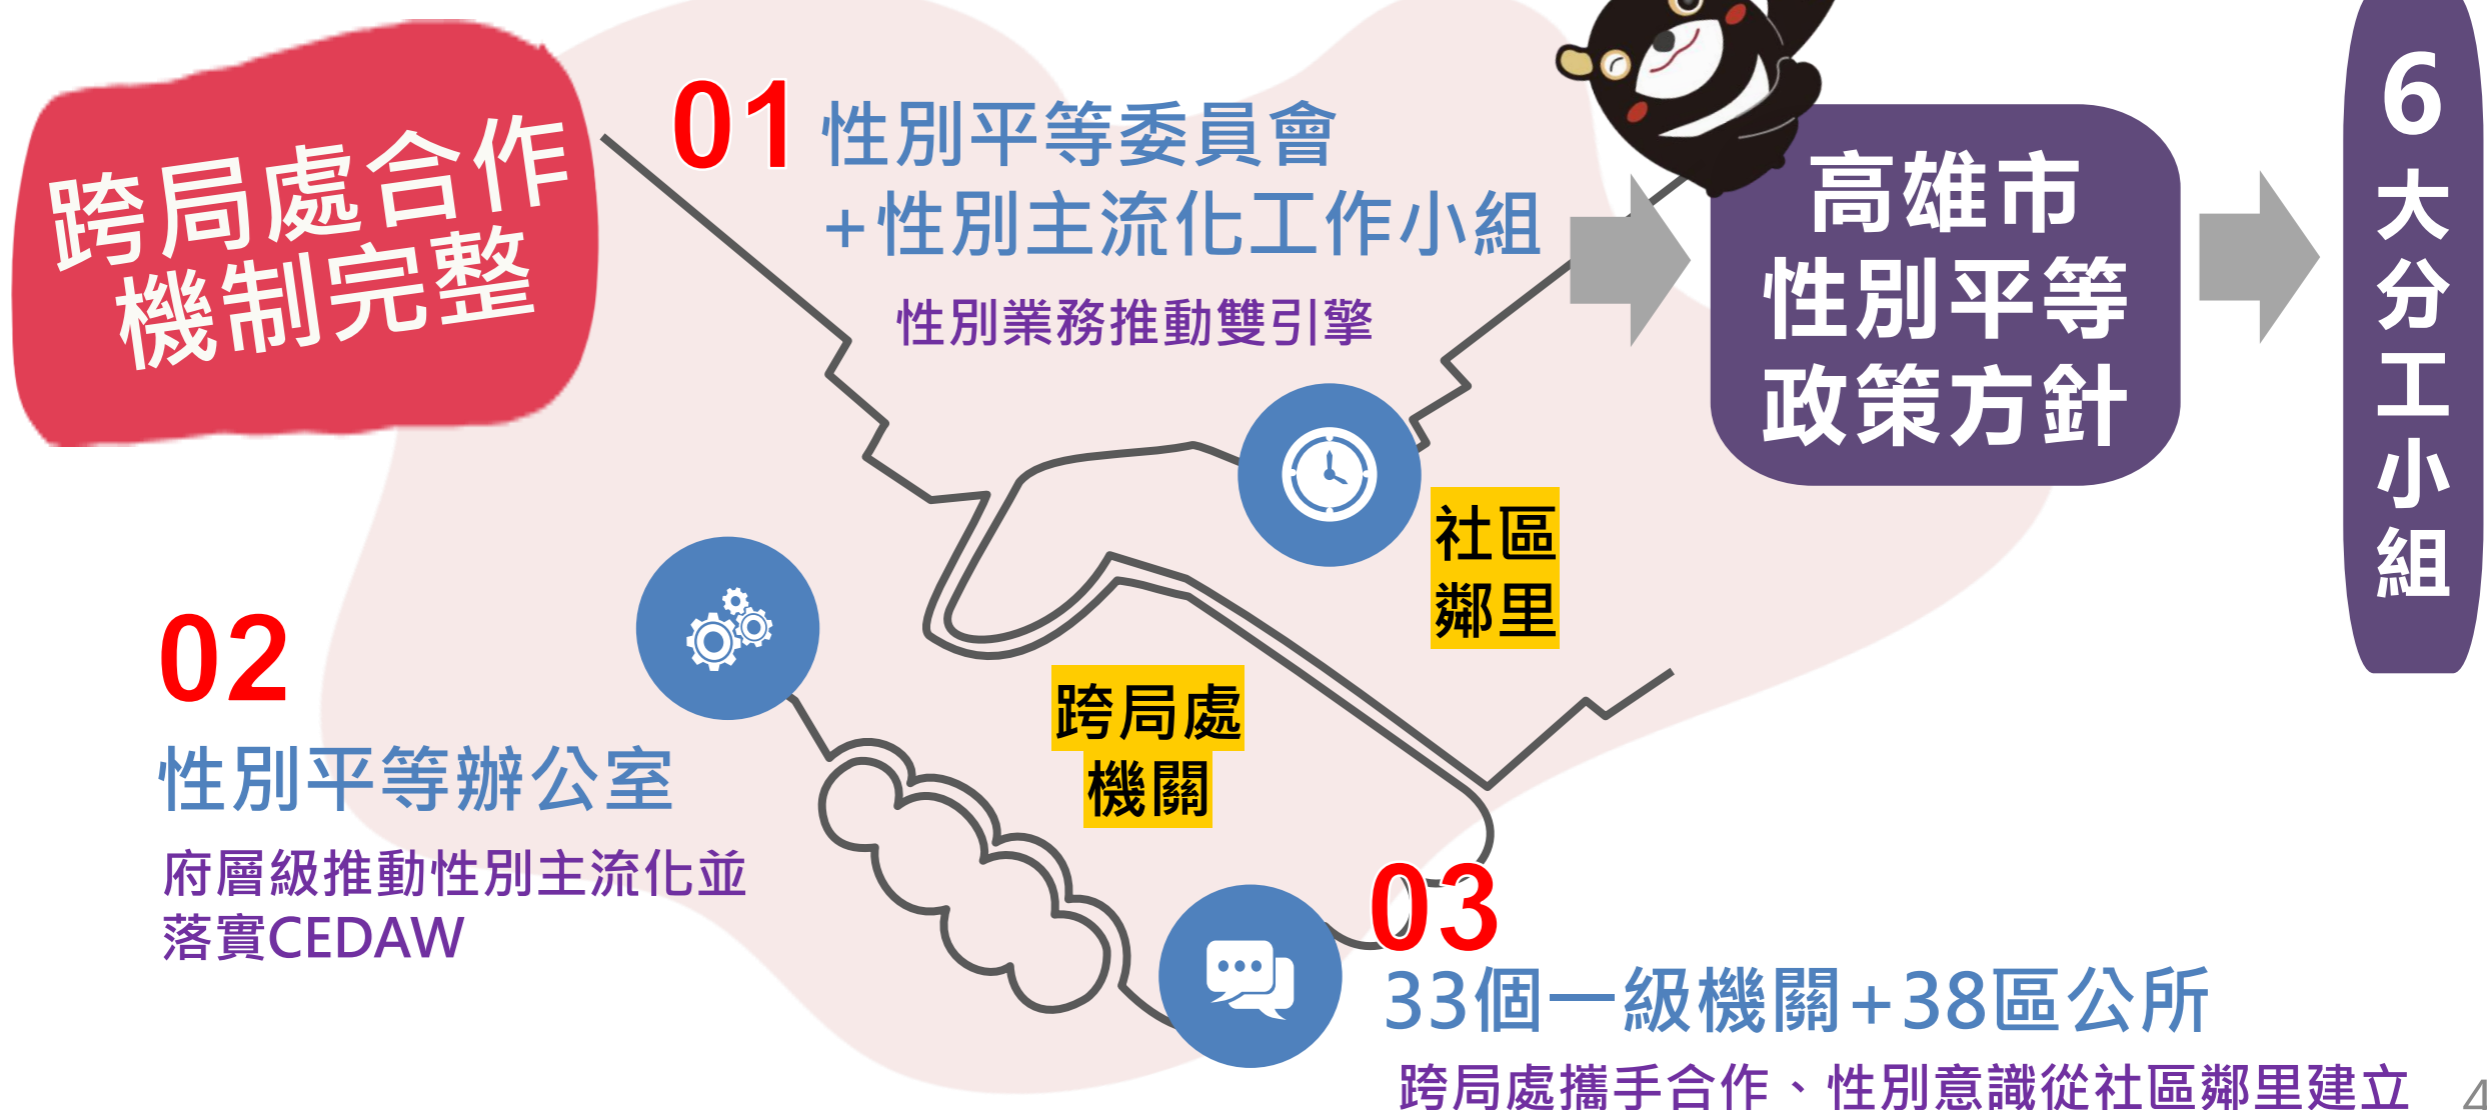 跨局處合作
機制完整
01
性別平等委員會
+性別主流化工作小組
性別業務推動雙引擎
高雄市
性別平等
政策方針
6大分工小組
社區
鄰里
跨局處
機關
02
性別平等辦公室
府層級推動性別主流化並
落實CEDAW
03
33個一級機關+38區公所
跨局處攜手合作、性別意識從社區鄰里建立
4